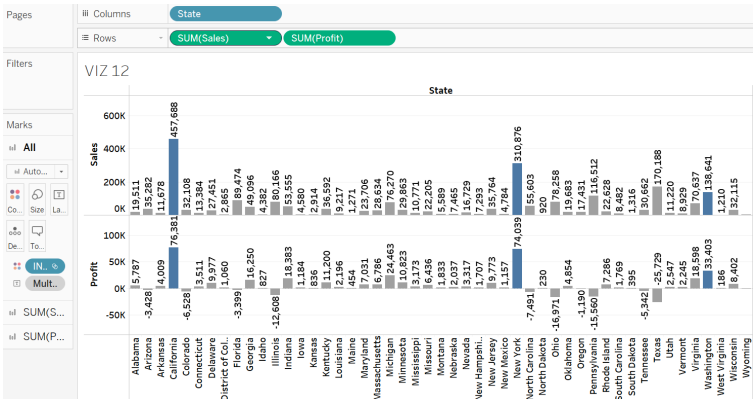 Pages
Columns
State
Rows
SUM(Sales)
SUM(Profit)
Filters
Marks
All
Auto...
Co...
Size
La...
De...
To...
IN..
Mult..
SUM(S...
SUM(P...
VIZ 12
State
Sales
600K
400K
200K
0K
19,511
35,282
11,678
457,688
32,108
13,384
27,451
2,865
89,474
49,096
4,382
80,166
53,555
4,580
2,914
36,592
9,217
1,271
23,706
28,634
76,270
29,863
10,771
22,205
5,589
7,465
16,729
7,293
35,764
4,784
310,876
55,603
920
78,258
19,683
17,431
116,512
22,628
8,482
1,316
30,662
170,188
11,220
8,929
70,637
138,641
1,210
32,115
Profit
100K
50K
0K
-50K
5,787
-3,428
4,009
76,381
-6,528
3,511
9,977
1,060
-3,399
16,250
827
-12,608
18,383
1,184
836
11,200
2,196
454
7,031
6,786
24,463
10,823
3,173
6,436
1,833
2,037
3,317
1,707
9,773
1,157
74,039
-7,491
230
-16,971
4,854
-1,190
-15,560
7,286
1,769
395
-5,342
-25,729
2,547
2,245
18,598
33,403
186
8,402
Alabama
Arizona
Arkansas
California
Colorado
Connecticut
Delaware
District of Col..
Florida
Georgia
Idaho
Illinois
Indiana
Iowa
Kansas
Kentucky
Louisiana
Maine
Maryland
Massachusetts
Michigan
Minnesota
Mississippi
Missouri
Montana
Nebraska
Nevada
New Hampshi..
New Jersey
New Mexico
New York
North Carolina
North Dakota
Ohio
Oklahoma
Oregon
Pennsylvania
Rhode Island
South Carolina
South Dakota
Tennessee
Texas
Utah
Vermont
Virginia
Washington
West Virginia
Wisconsin
Wyoming